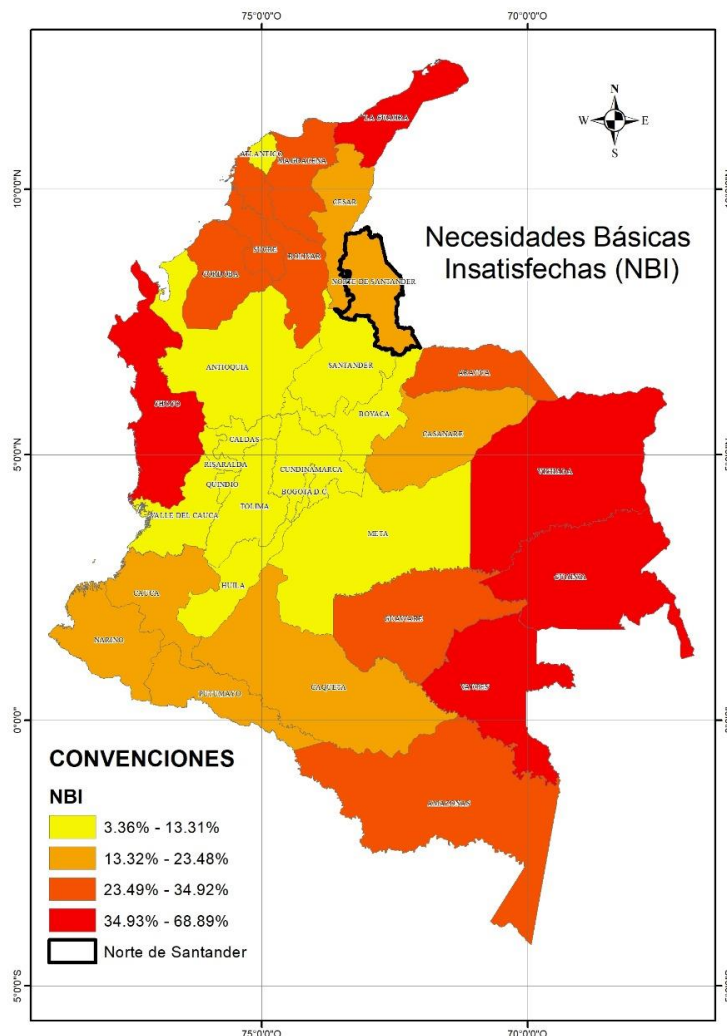 75°0'0"O
70°0'0"O
N
W
E
S
LA GUAJIRA
ATLANTICO
MAGDALENA
10°0'0"N
CESAR
Necesidades Básicas
Insatisfechas (NBI)
SUCRE
BOLIVAR
CORDOBA
NORTE DE SANTANDER
ANTIOQUIA
SANTANDER
ARAUCA
CHOCO
BOYACA
CASANARE
CALDAS
5°0'0"N
RISARALDA
CUNDINAMARCA
VICHADA
QUINDIO
BOGOTA D.C.
TOLIMA
VALLE DEL CAUCA
META
GUAINIA
HUILA
CAUCA
GUAVIARE
NARIÑO
VAUPES
CAQUETA
PUTUMAYO
0°0'0"
CONVENCIONES
NBI
AMAZONAS
3.36% - 13.31%
13.32% - 23.48%
23.49% - 34.92%
34.93% - 68.89%
Norte de Santander
5°0'0"S
75°0'0"O
70°0'0"O